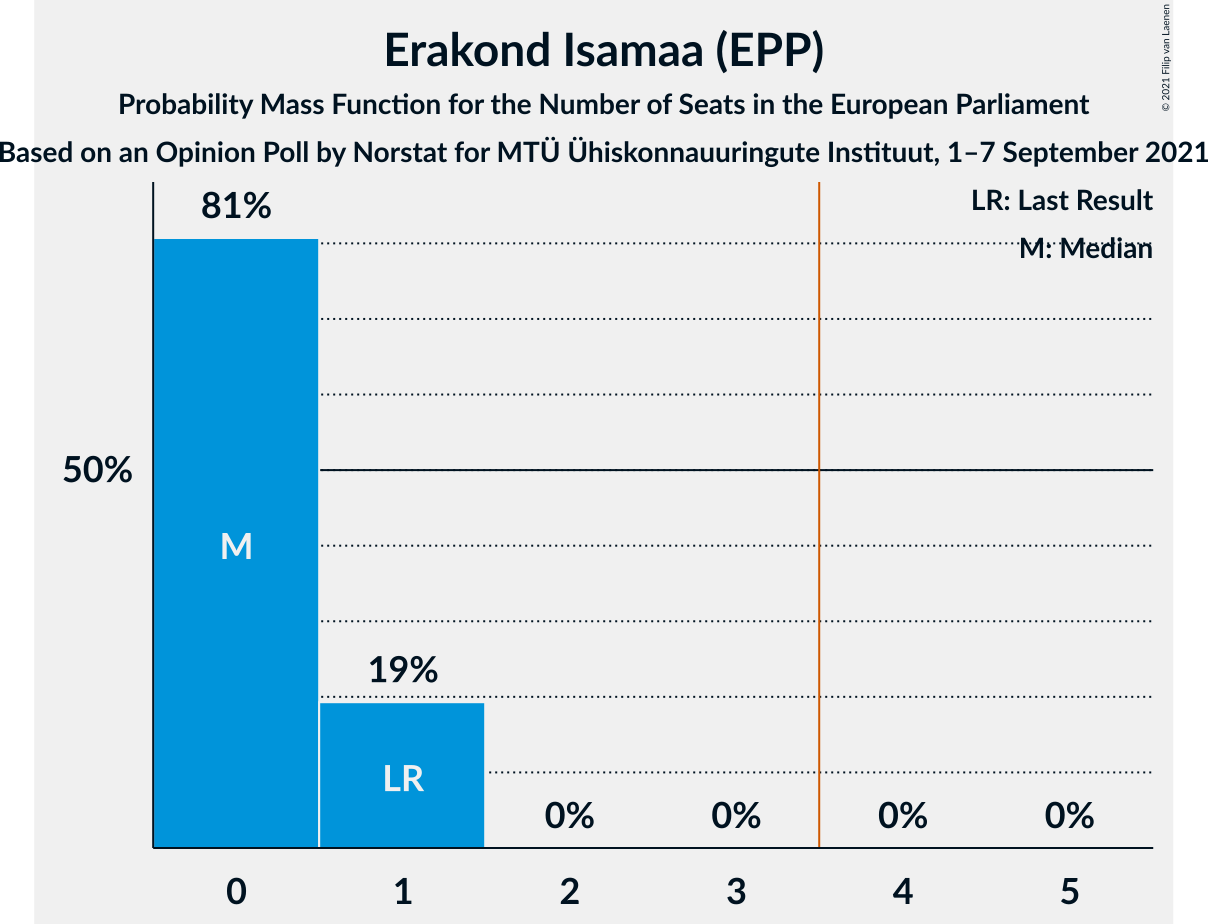 Erakond Isamaa (EPP)
Probability Mass Function for the Number of Seats in the European Parliament
Based on an Opinion Poll by Norstat for MTÜ Ühiskonnauuringute Instituut, 1–7 September 2021
© 2021 Filip van Laenen
LR: Last Result
M: Median
81%
50%
M
19%
LR
0%
0%
0%
0%
0
1
2
3
4
5